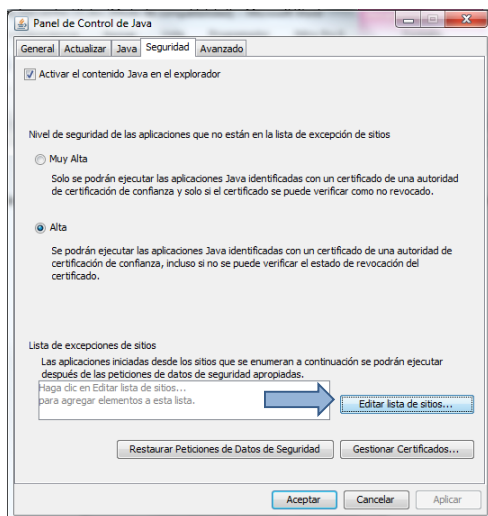 Panel de Control de Java
General Actualizar Java Seguridad Avanzado
Activar el contenido Java en el explorador
Nivel de seguridad de las aplicaciones que no están en la lista de excepción de sitios
Muy Alta
Solo se podrán ejecutar las aplicaciones Java identificadas con un certificado de una autoridad
de certificación de confianza y solo si el certificado se puede verificar como no revocado.
Alta
Se podrán ejecutar las aplicaciones Java identificadas con un certificado de una autoridad de
certificación de confianza, incluso si no se puede verificar el estado de revocación del
certificado.
Lista de excepciones de sitios
Las aplicaciones iniciadas desde los sitios que se enumeran a continuación se podrán ejecutar
después de las peticiones de datos de seguridad apropiadas.
Haga clic en Editar lista de sitios...
para agregar elementos a esta lista.
Editar lista de sitios...
Restaurar Peticiones de Datos de Seguridad Gestionar Certificados...
Aceptar Cancelar Aplicar